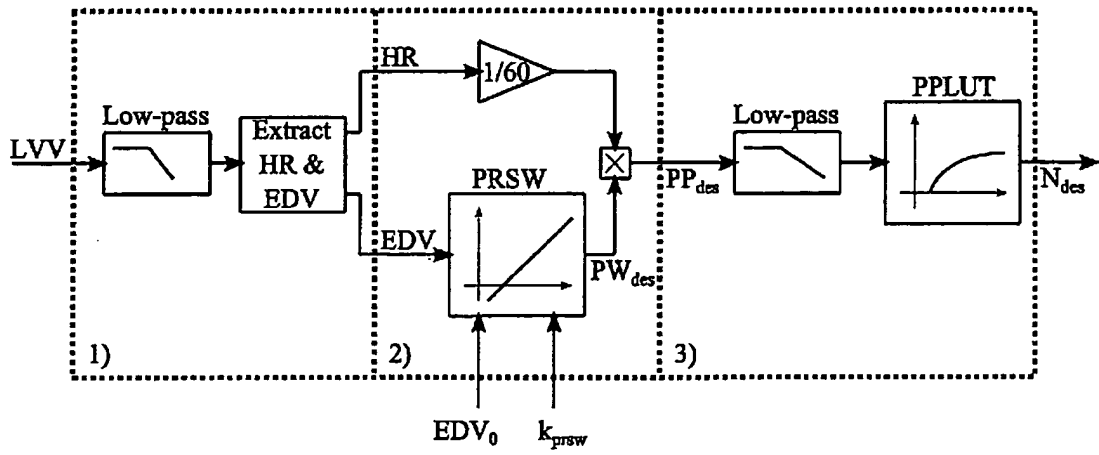 LVV
Low-pass
Extract
HR &
EDV
HR
1/60
EDV
PRSW
PW_des
×
PP_des
Low-pass
PPLUT
N_des
1)
2)
3)
EDV_0
k_prsw